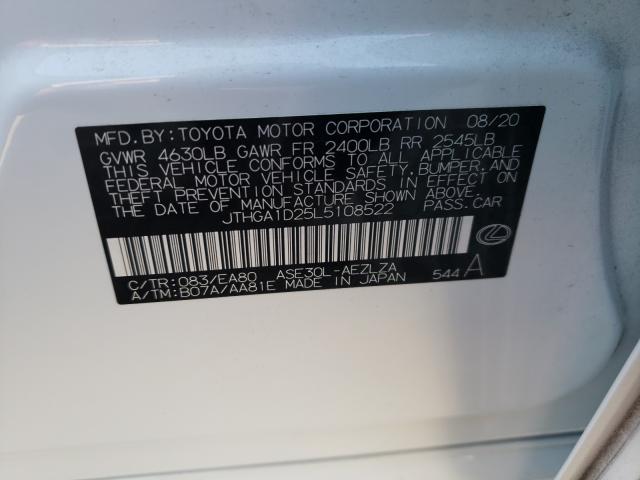 MFD.BY:TOYOTA MOTOR CORPORATION 08/20
GVWR 4630LB GAWR FR 2400LB RR 2545LB
THIS VEHICLE CONFORMS TO ALL APPLICABLE
FEDERAL MOTOR VEHICLE SAFETY,BUMPER,AND
THEFT PREVENTION STANDARDS IN EFFECT ON
THE DATE OF MANUFACTURE SHOWN ABOVE.
JTHGA1D25L5108522 PASS.CAR
C/TR:083/EA80 ASE30L-AEZLZA
A/TM:B07A/AA81E MADE IN JAPAN 544 A